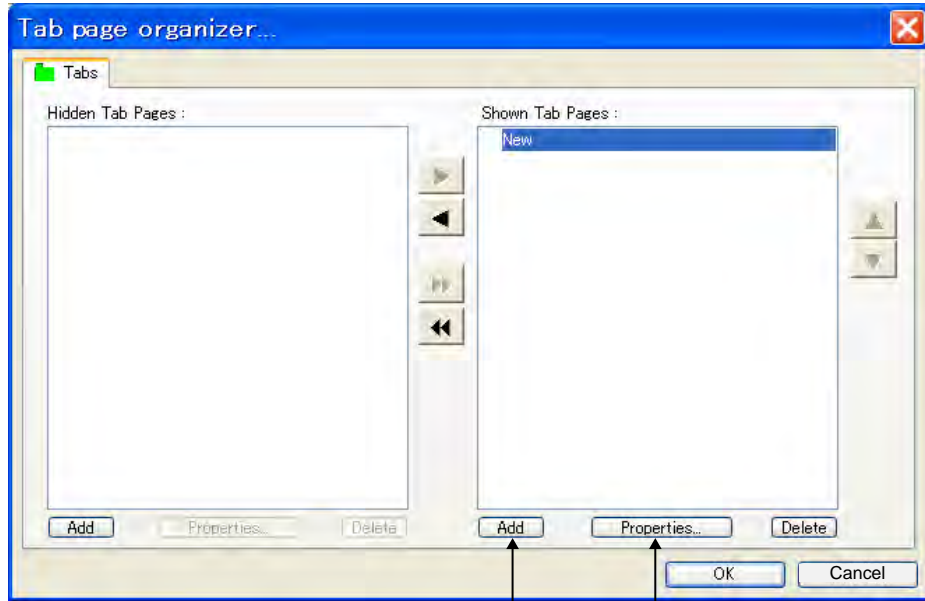 Tab page organizer...
Tabs
Hidden Tab Pages :
Shown Tab Pages :
New
Add
Properties...
Delete
Add
Properties...
Delete
OK
Cancel